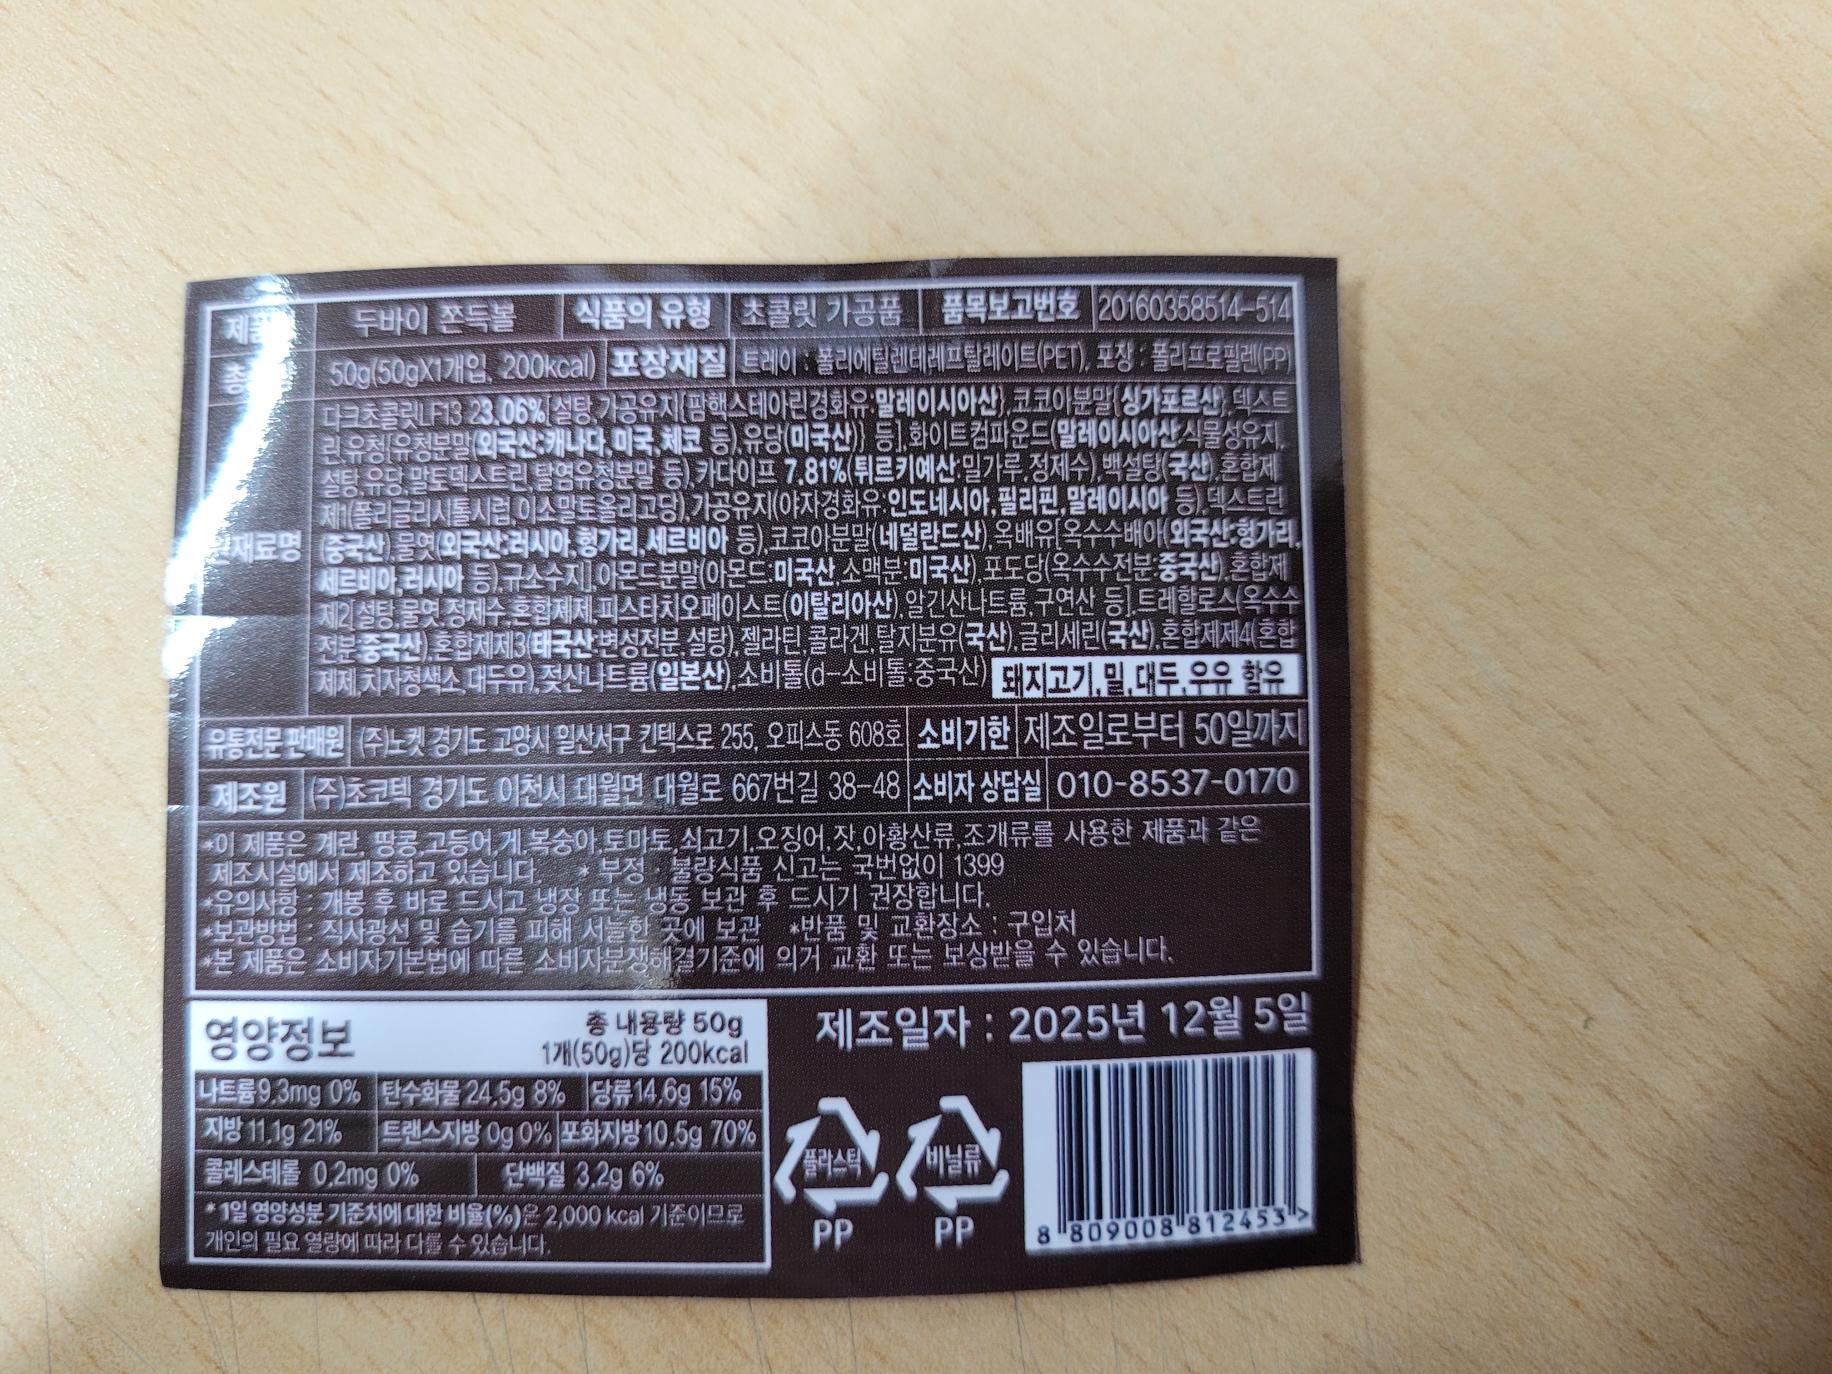 제품 두바이 쫀득볼 식품의 유형 초콜릿 가공품 품목보고번호 20160358514-514
총 50g(50gX1개입, 200kcal) 포장재질 트레이 : 폴리에틸렌테레프탈레이트(PET), 포장 : 폴리프로필렌(PP)
다크초콜릿LF13 23.06%[설탕,가공유지{팜핵스테아린경화유:말레이시아산},코코아분말{싱가포르산},덱스트
린,유청{유청분말(외국산:캐나다,미국,체코 등),유당(미국산)} 등],화이트컴파운드(말레이시아산:식물성유지,
설탕,유당,말토덱스트린,탈염유청분말 등),카다이프 7.81%(튀르키예산:밀가루,정제수),백설탕(국산),혼합제
제1(폴리글리시톨시럽,이소말토올리고당),가공유지(야자경화유:인도네시아,필리핀,말레이시아 등),덱스트린
재료명 (중국산),물엿(외국산:러시아,헝가리,세르비아 등),코코아분말(네덜란드산),옥배유[옥수수배아(외국산:헝가리,
세르비아,러시아 등),규소수지],아몬드분말(아몬드:미국산,소맥분:미국산),포도당(옥수수전분:중국산),혼합제
제2[설탕,물엿,정제수,혼합제제,피스타치오페이스트(이탈리아산),알긴산나트륨,구연산 등],트레할로스(옥수수
전분:중국산),혼합제제3(태국산:변성전분,설탕),젤라틴,콜라겐,탈지분유(국산),글리세린(국산),혼합제제4(혼합
제제,치자청색소,대두유),젖산나트륨(일본산),소비톨(d-소비톨:중국산) 돼지고기,밀,대두,우유 함유
유통전문 판매원 (주)노켓 경기도 고양시 일산서구 킨텍스로 255, 오피스동 608호 소비기한 제조일로부터 50일까지
제조원 (주)초코텍 경기도 이천시 대월면 대월로 667번길 38-48 소비자 상담실 010-8537-0170
*이 제품은 계란, 땅콩,고등어,게,복숭아,토마토,쇠고기,오징어,잣,아황산류,조개류를 사용한 제품과 같은
제조시설에서 제조하고 있습니다. * 부정 · 불량식품 신고는 국번없이 1399
*유의사항 : 개봉 후 바로 드시고 냉장 또는 냉동 보관 후 드시기 권장합니다.
*보관방법 : 직사광선 및 습기를 피해 서늘한 곳에 보관 *반품 및 교환장소 : 구입처
*본 제품은 소비자기본법에 따른 소비자분쟁해결기준에 의거 교환 또는 보상받을 수 있습니다.
영양정보 총 내용량 50g
1개(50g)당 200kcal
나트륨9.3mg 0% 탄수화물 24.5g 8% 당류14.6g 15%
지방 11.1g 21% 트랜스지방 0g 0% 포화지방10.5g 70%
콜레스테롤 0.2mg 0% 단백질 3.2g 6%
* 1일 영양성분 기준치에 대한 비율(%)은 2,000 kcal 기준이므로
개인의 필요 열량에 따라 다를 수 있습니다.
제조일자 : 2025년 12월 5일
플라스틱 비닐류
PP PP
8 809008 812453 >